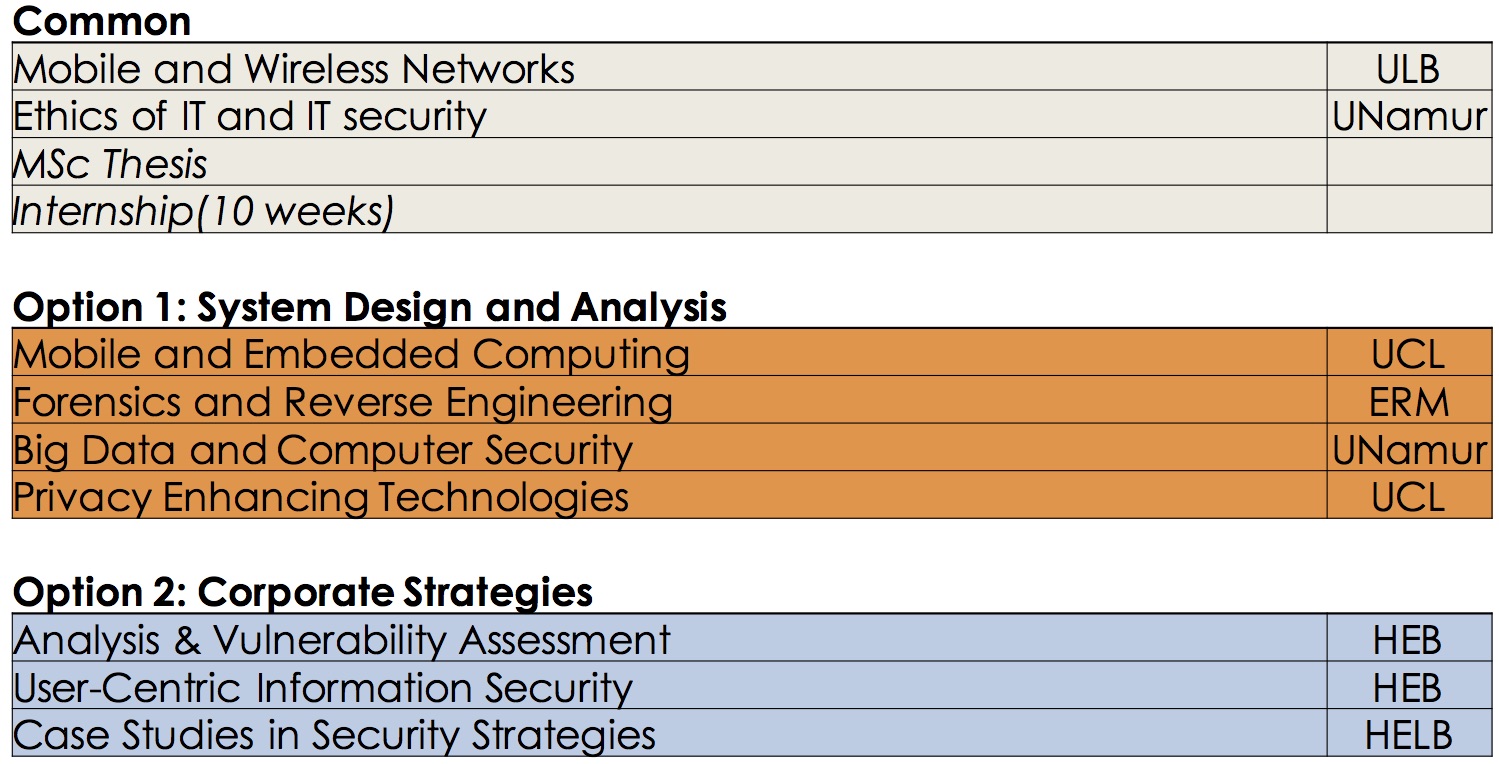 Common
Mobile and Wireless Networks ULB
Ethics of IT and IT security UNamur
MSc Thesis
Internship(10 weeks)
Option 1: System Design and Analysis
Mobile and Embedded Computing UCL
Forensics and Reverse Engineering ERM
Big Data and Computer Security UNamur
Privacy Enhancing Technologies UCL
Option 2: Corporate Strategies
Analysis & Vulnerability Assessment HEB
User-Centric Information Security HEB
Case Studies in Security Strategies HELB